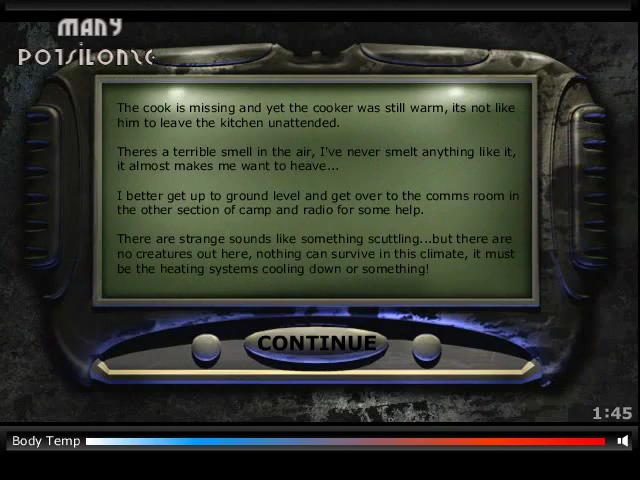 MANY
The cook is missing and yet the cooker was still warm, its not like
him to leave the kitchen unattended.
Theres a terrible smell in the air, I've never smelt anything like it,
it almost makes me want to heave...
I better get up to ground level and get over to the comms room in
the other section of camp and radio for some help.
There are strange sounds like something scuttling...but there are
no creatures out here, nothing can survive in this climate, it must
be the heating systems cooling down or something!
CONTINUE
1:45
Body Temp